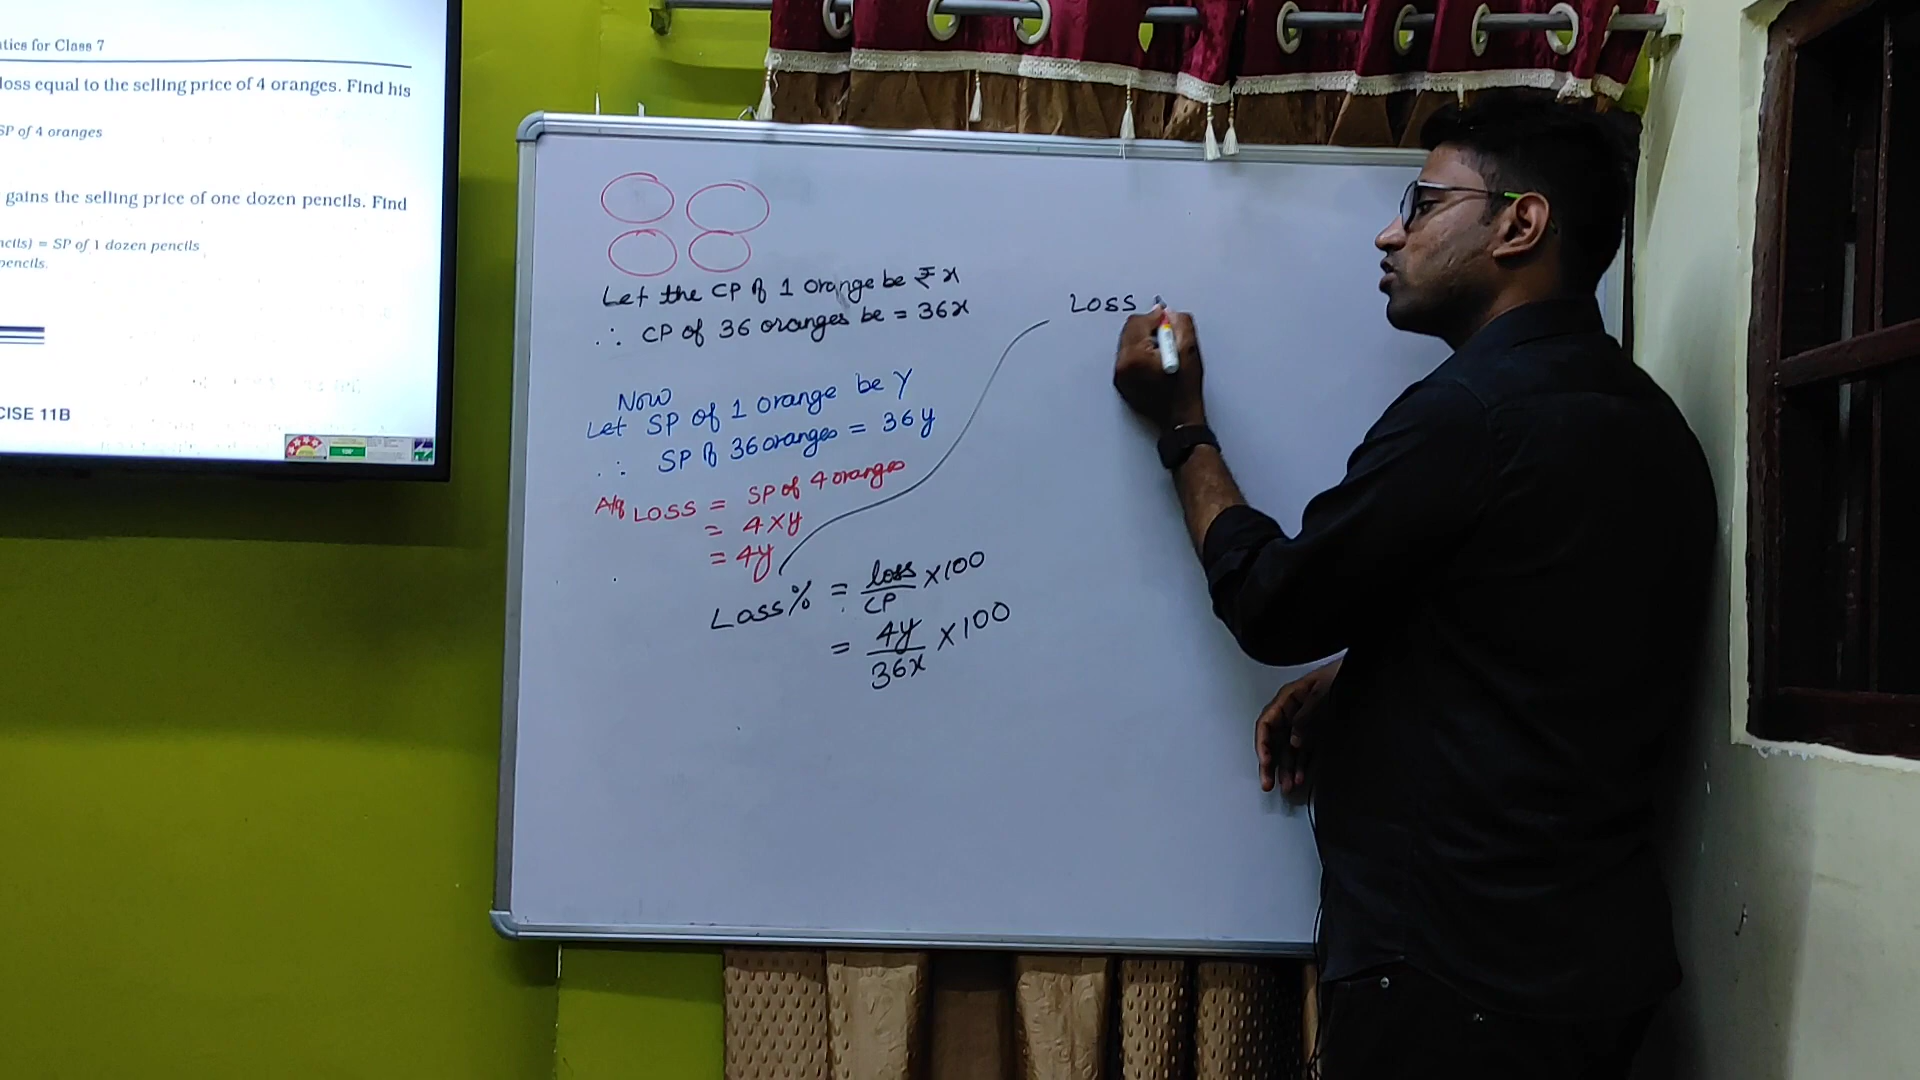 tics for Class 7
loss equal to the selling price of 4 oranges. Find his
SP of 4 oranges
gains the selling price of one dozen pencils. Find
ncils) = SP of 1 dozen pencils
pencils.
CISE 11B
Let the CP of 1 orange be ₹ x
∴ CP of 36 oranges be = 36x
Now
Let SP of 1 orange be y
∴ SP of 36 oranges = 36y
A/q LOSS = SP of 4 oranges
= 4 × y
= 4y
Loss% = loss/CP × 100
= 4y/36x × 100
LOSS